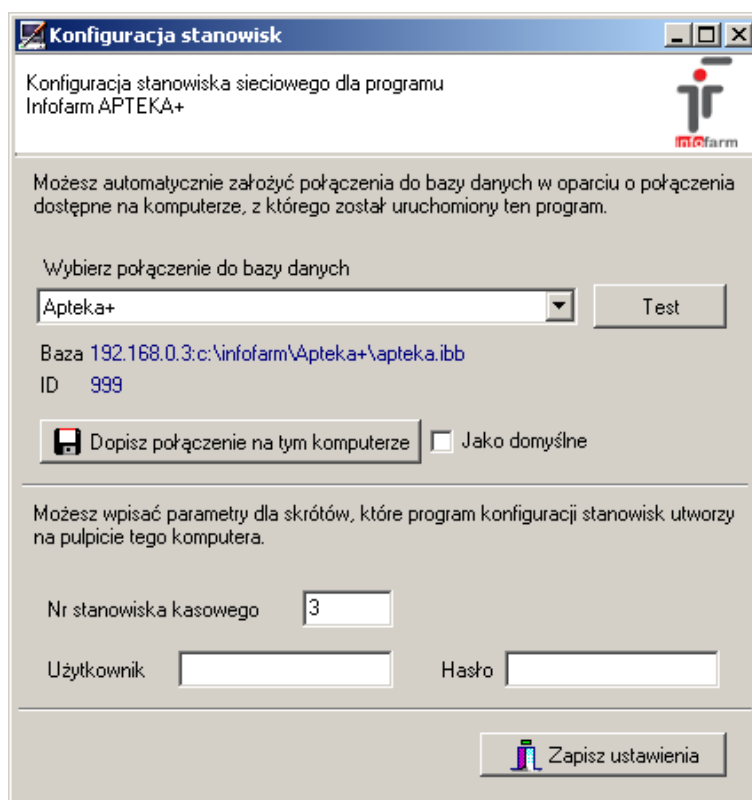 Konfiguracja stanowisk
Konfiguracja stanowiska sieciowego dla programu
Infofarm APTEKA+
infofarm
Możesz automatycznie założyć połączenia do bazy danych w oparciu o połączenia
dostępne na komputerze, z którego został uruchomiony ten program.
Wybierz połączenie do bazy danych
Apteka+
Test
Baza 192.168.0.3:c:\infofarm\Apteka+\apteka.ibb
ID 999
Dopisz połączenie na tym komputerze
Jako domyślne
Możesz wpisać parametry dla skrótów, które program konfiguracji stanowisk utworzy
na pulpicie tego komputera.
Nr stanowiska kasowego 3
Użytkownik
Hasło
Zapisz ustawienia